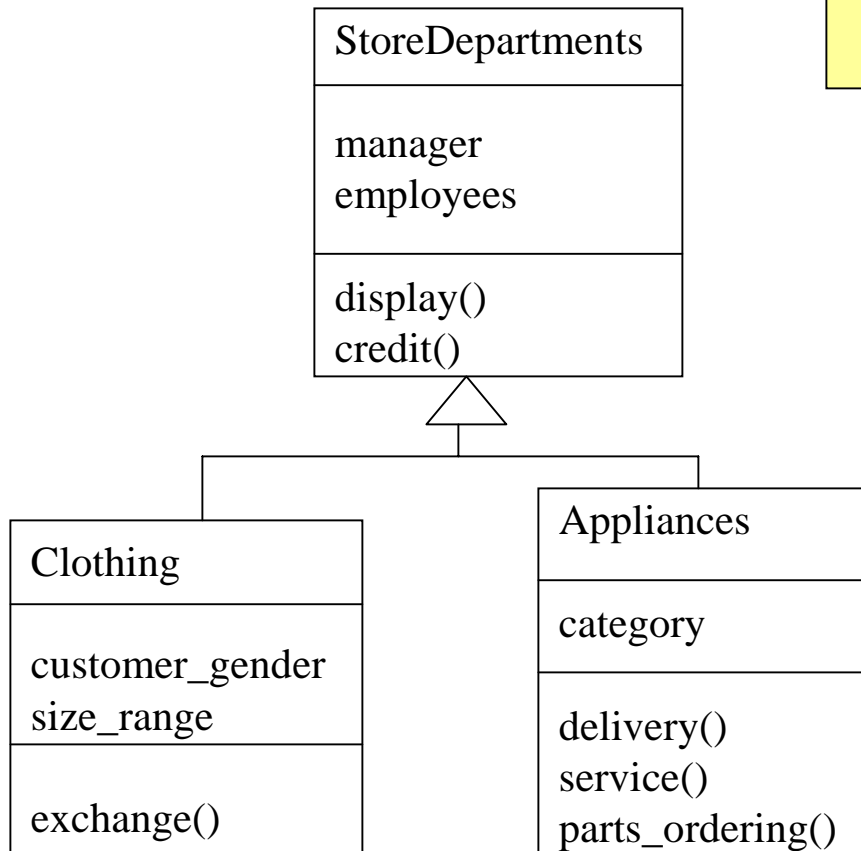 StoreDepartments
manager
employees
display()
credit()
Clothing
customer_gender
size_range
exchange()
Appliances
category
delivery()
service()
parts_ordering()